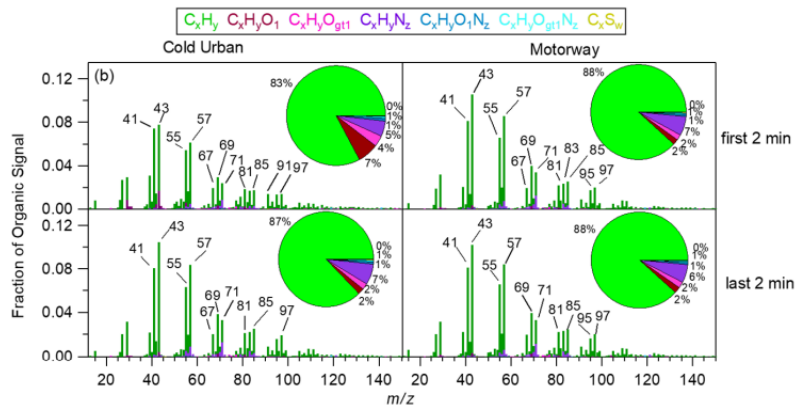 CxHy CxHyO1 CxHyOgt1 CxHyNz CxHyO1Nz CxHyOgt1Nz CxSw
Cold Urban Motorway
Fraction of Organic Signal
(b)
0.12
0.08
0.04
0.00
41 43 55 57 67 69 71 81 85 91 97
83% 0% 1% 5% 4% 7%
41 43 55 57 67 69 71 81 83 85 95 97
88% 0% 1% 1% 7% 2% 2%
first 2 min
0.12
0.08
0.04
0.00
41 43 55 57 67 69 71 81 85 97
87% 0% 1% 1% 7% 2% 2%
41 43 55 57 69 71 81 83 85 95 97
88% 0% 1% 1% 6% 2% 2%
last 2 min
20 40 60 80 100 120 140
20 40 60 80 100 120 140
m/z